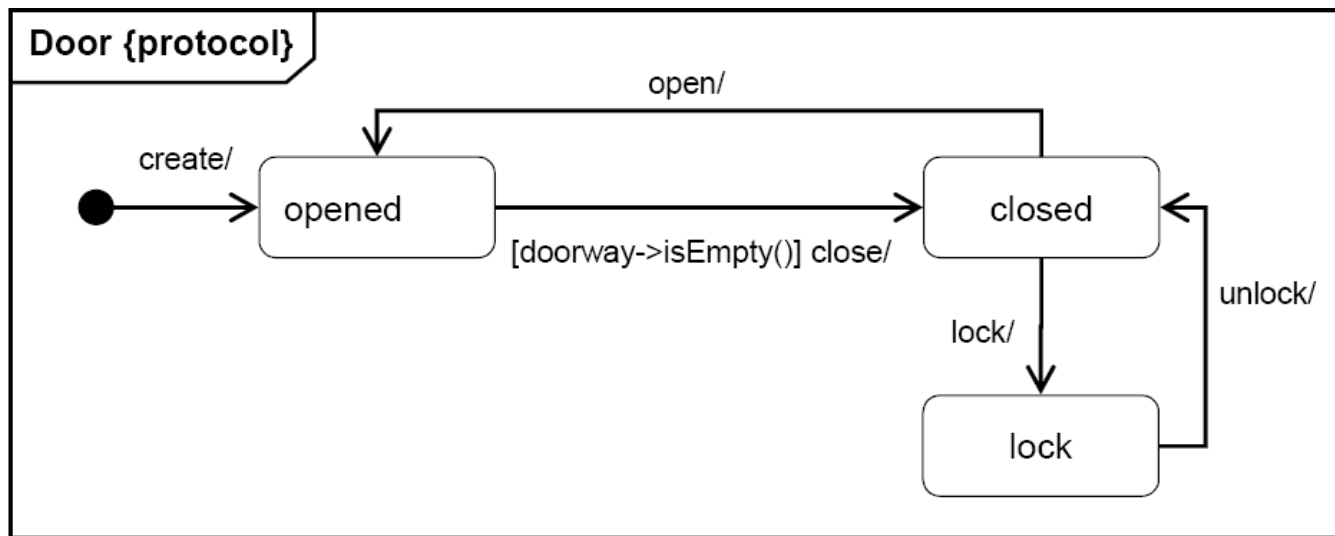 Door {protocol}
open/
create/
opened
closed
[doorway->isEmpty()] close/
unlock/
lock/
lock